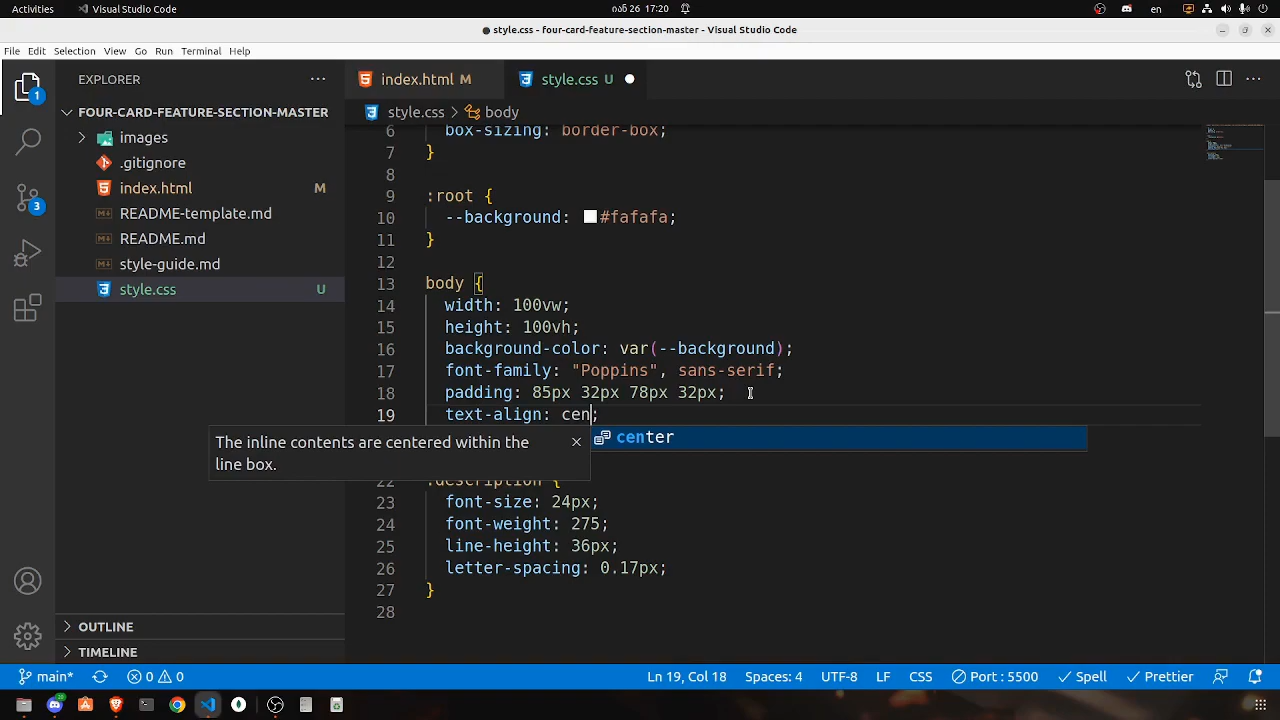 Activities
Visual Studio Code
იან 26 17:20
en
style.css - four-card-feature-section-master - Visual Studio Code
File Edit Selection View Go Run Terminal Help
EXPLORER
index.html M
style.css U
FOUR-CARD-FEATURE-SECTION-MASTER
style.css > body
images
.gitignore
index.html M
README-template.md
README.md
style-guide.md
style.css U
1
3
6 box-sizing: border-box;
7 }
8
9 :root {
10 --background: #fafafa;
11 }
12
13 body {
14 width: 100vw;
15 height: 100vh;
16 background-color: var(--background);
17 font-family: "Poppins", sans-serif;
18 padding: 85px 32px 78px 32px;
19 text-align: cen;
center
The inline contents are centered within the
line box.
22 .description {
23 font-size: 24px;
24 font-weight: 275;
25 line-height: 36px;
26 letter-spacing: 0.17px;
27 }
28
OUTLINE
TIMELINE
main* 0 0 Ln 19, Col 18 Spaces: 4 UTF-8 LF CSS Port : 5500 Spell Prettier